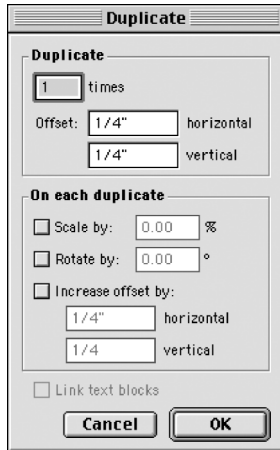 Duplicate
Duplicate
1 times
Offset: 1/4" horizontal
1/4" vertical
On each duplicate
Scale by: 0.00 %
Rotate by: 0.00 °
Increase offset by:
1/4" horizontal
1/4 vertical
Link text blocks
Cancel OK